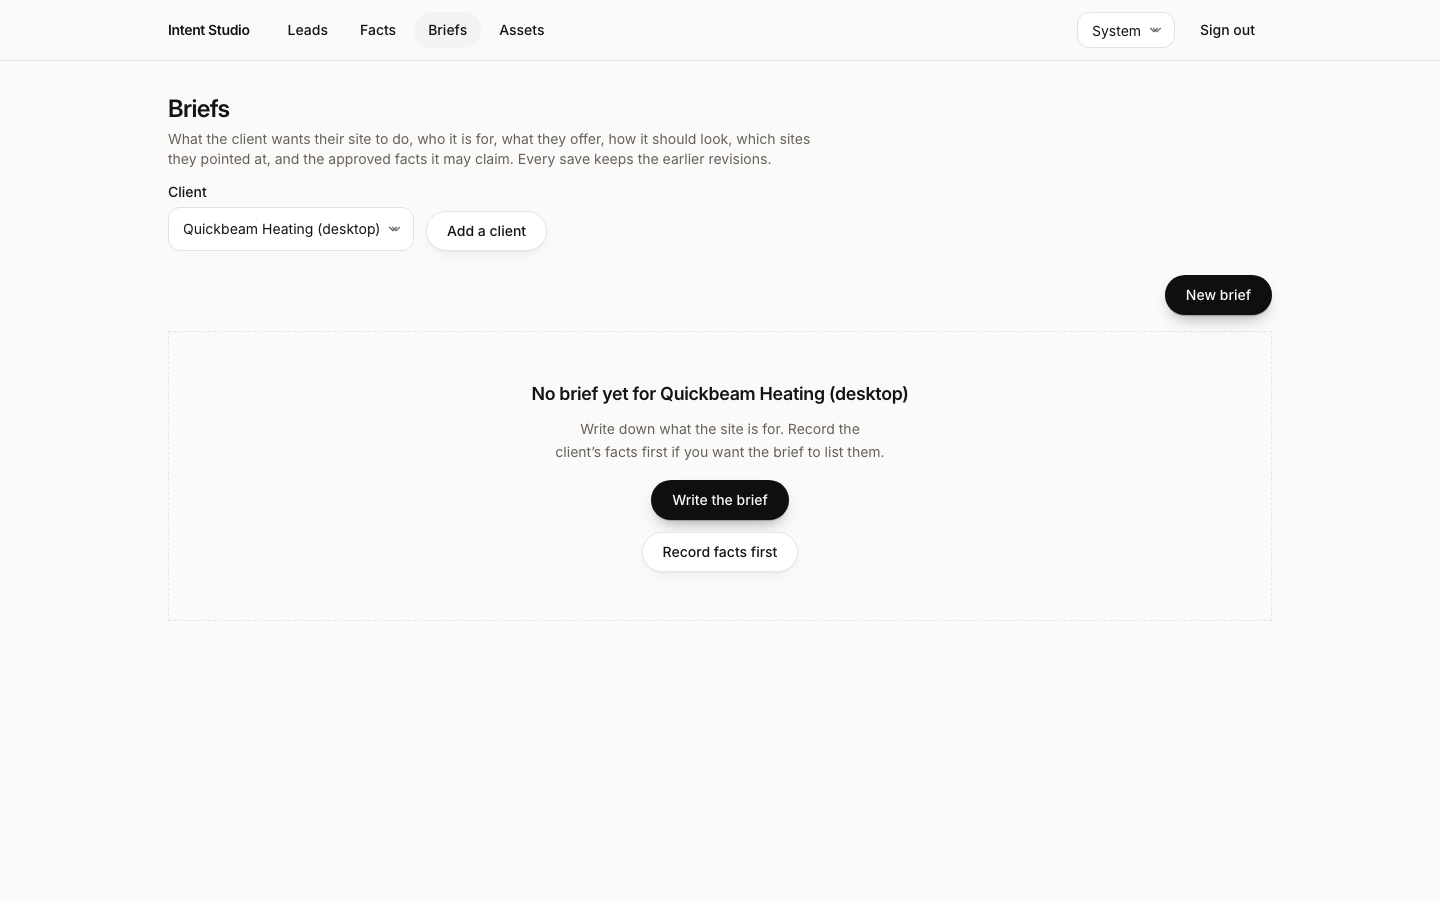 Intent Studio
Leads
Facts
Briefs
Assets
System
Sign out
Briefs
What the client wants their site to do, who it is for, what they offer, how it should look, which sites
they pointed at, and the approved facts it may claim. Every save keeps the earlier revisions.
Client
Quickbeam Heating (desktop)
Add a client
New brief
No brief yet for Quickbeam Heating (desktop)
Write down what the site is for. Record the
client’s facts first if you want the brief to list them.
Write the brief
Record facts first